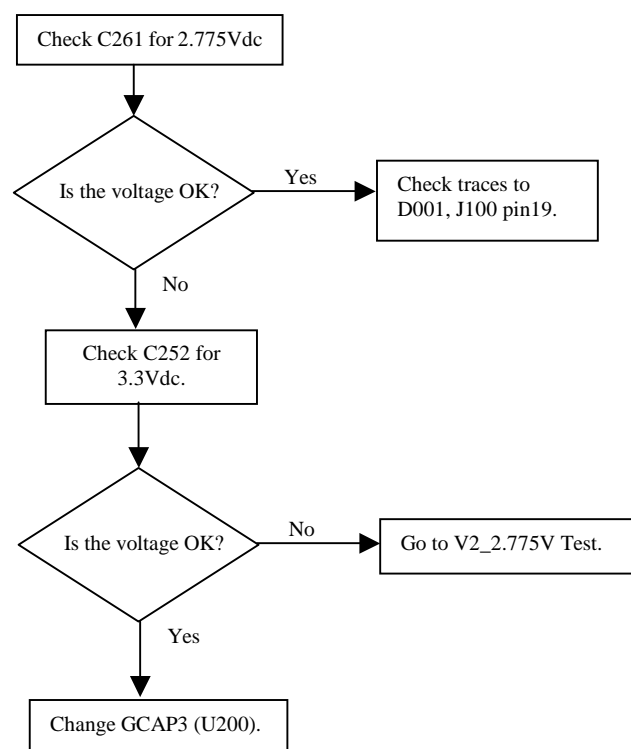 Check C261 for 2.775Vdc
Is the voltage OK?
Yes
Check traces to
D001, J100 pin19.
No
Check C252 for
3.3Vdc.
Is the voltage OK?
No
Go to V2_2.775V Test.
Yes
Change GCAP3 (U200).